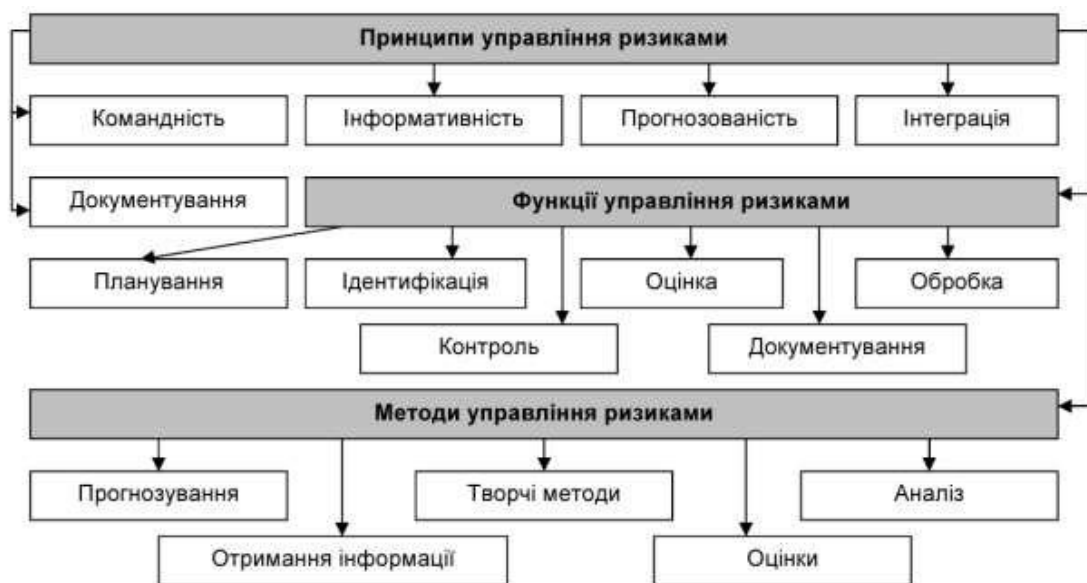 Принципи управління ризиками
Командність
Інформативність
Прогнозованість
Інтеграція
Документування
Функції управління ризиками
Планування
Ідентифікація
Оцінка
Обробка
Контроль
Документування
Методи управління ризиками
Прогнозування
Творчі методи
Аналіз
Отримання інформації
Оцінки